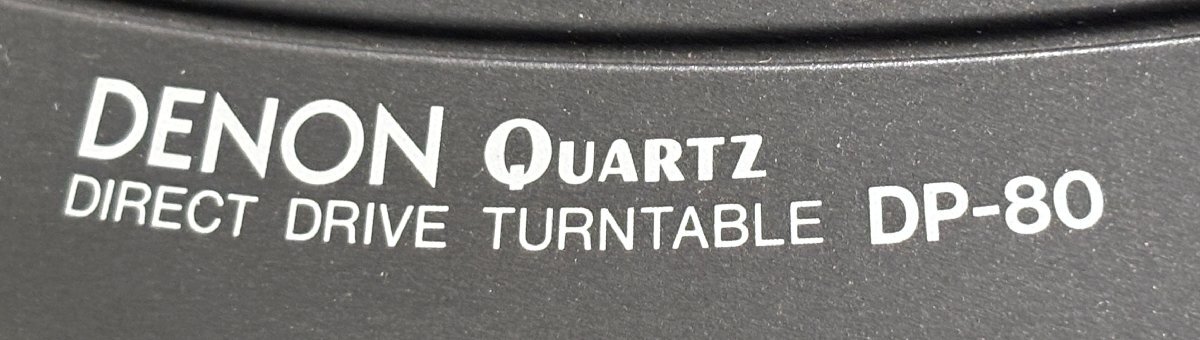 DENON QUARTZ
DIRECT DRIVE TURNTABLE DP-80